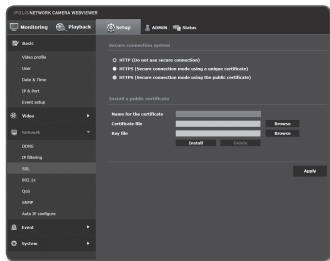 iPOLiS NETWORK CAMERA WEBVIEWER
Monitoring
Playback
Setup
ADMIN
Status
Basic
Video profile
User
Date & Time
IP & Port
Event setup
Video
Network
DDNS
IP filtering
SSL
802.1x
QoS
SNMP
Auto IP configure
Event
System
Secure connection system
HTTP (Do not use secure connection)
HTTPS (Secure connection mode using a unique certificate)
HTTPS (Secure connection mode using the public certificate)
Install a public certificate
Name for the certificate
Certificate file
Browse
Key file
Browse
Install
Delete
Apply